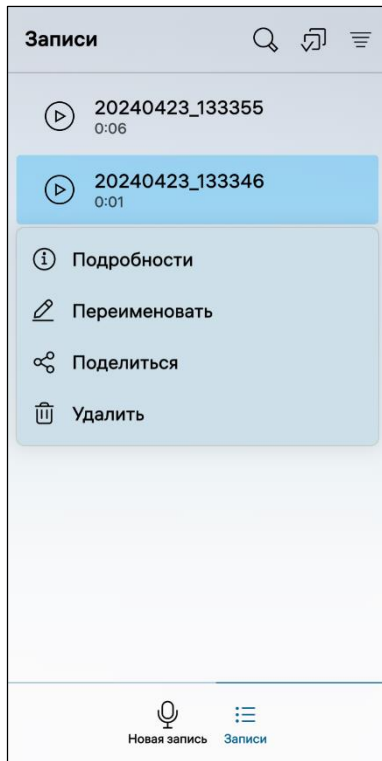 Записи
20240423_133355
0:06
20240423_133346
0:01
Подробности
Переименовать
Поделиться
Удалить
Новая запись
Записи